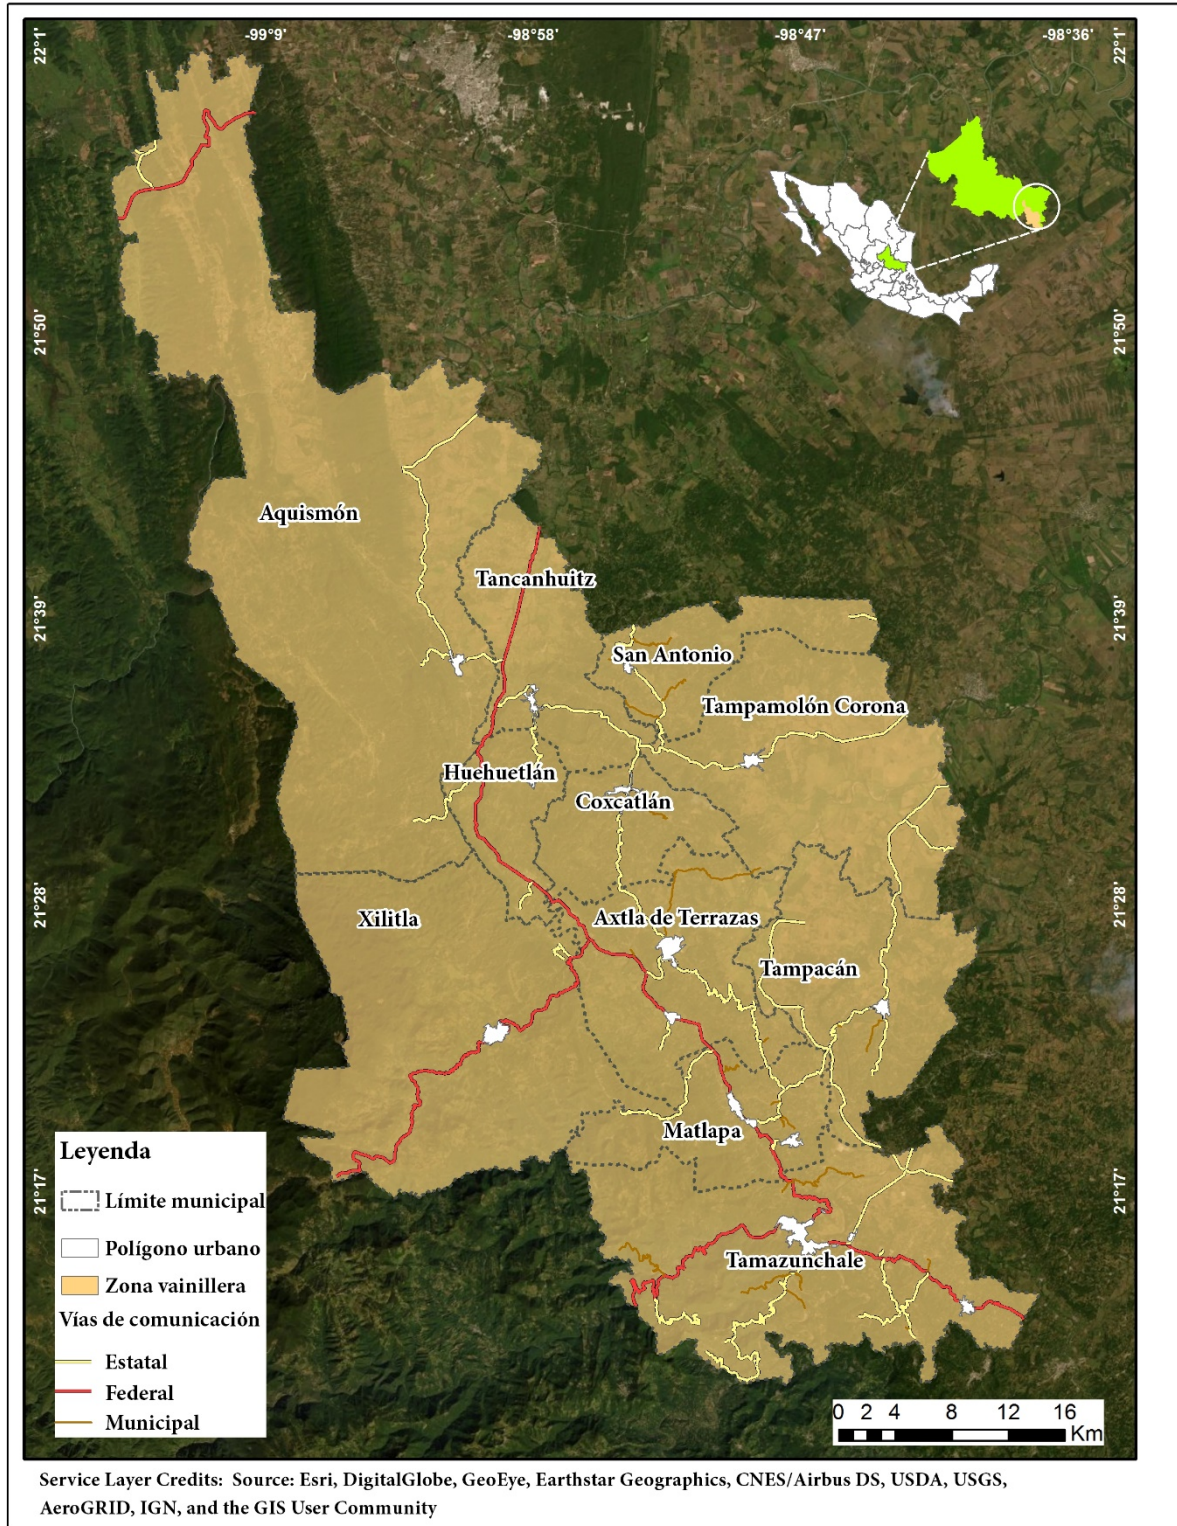 -99°9'
-98°58'
-98°47'
-98°36'
22°1'
22°1'
21°50'
21°50'
Aquismón
Tancanhuitz
21°39'
21°39'
San Antonio
Tampamolón Corona
Huehuetlán
Coxcatlán
21°28'
21°28'
Xilitla
Axtla de Terrazas
Tampacán
Matlapa
21°17'
21°17'
Tamazunchale
Leyenda
Límite municipal
Polígono urbano
Zona vainillera
Vías de comunicación
Estatal
Federal
Municipal
0 2 4 8 12 16
Km
Service Layer Credits: Source: Esri, DigitalGlobe, GeoEye, Earthstar Geographics, CNES/Airbus DS, USDA, USGS,
AeroGRID, IGN, and the GIS User Community